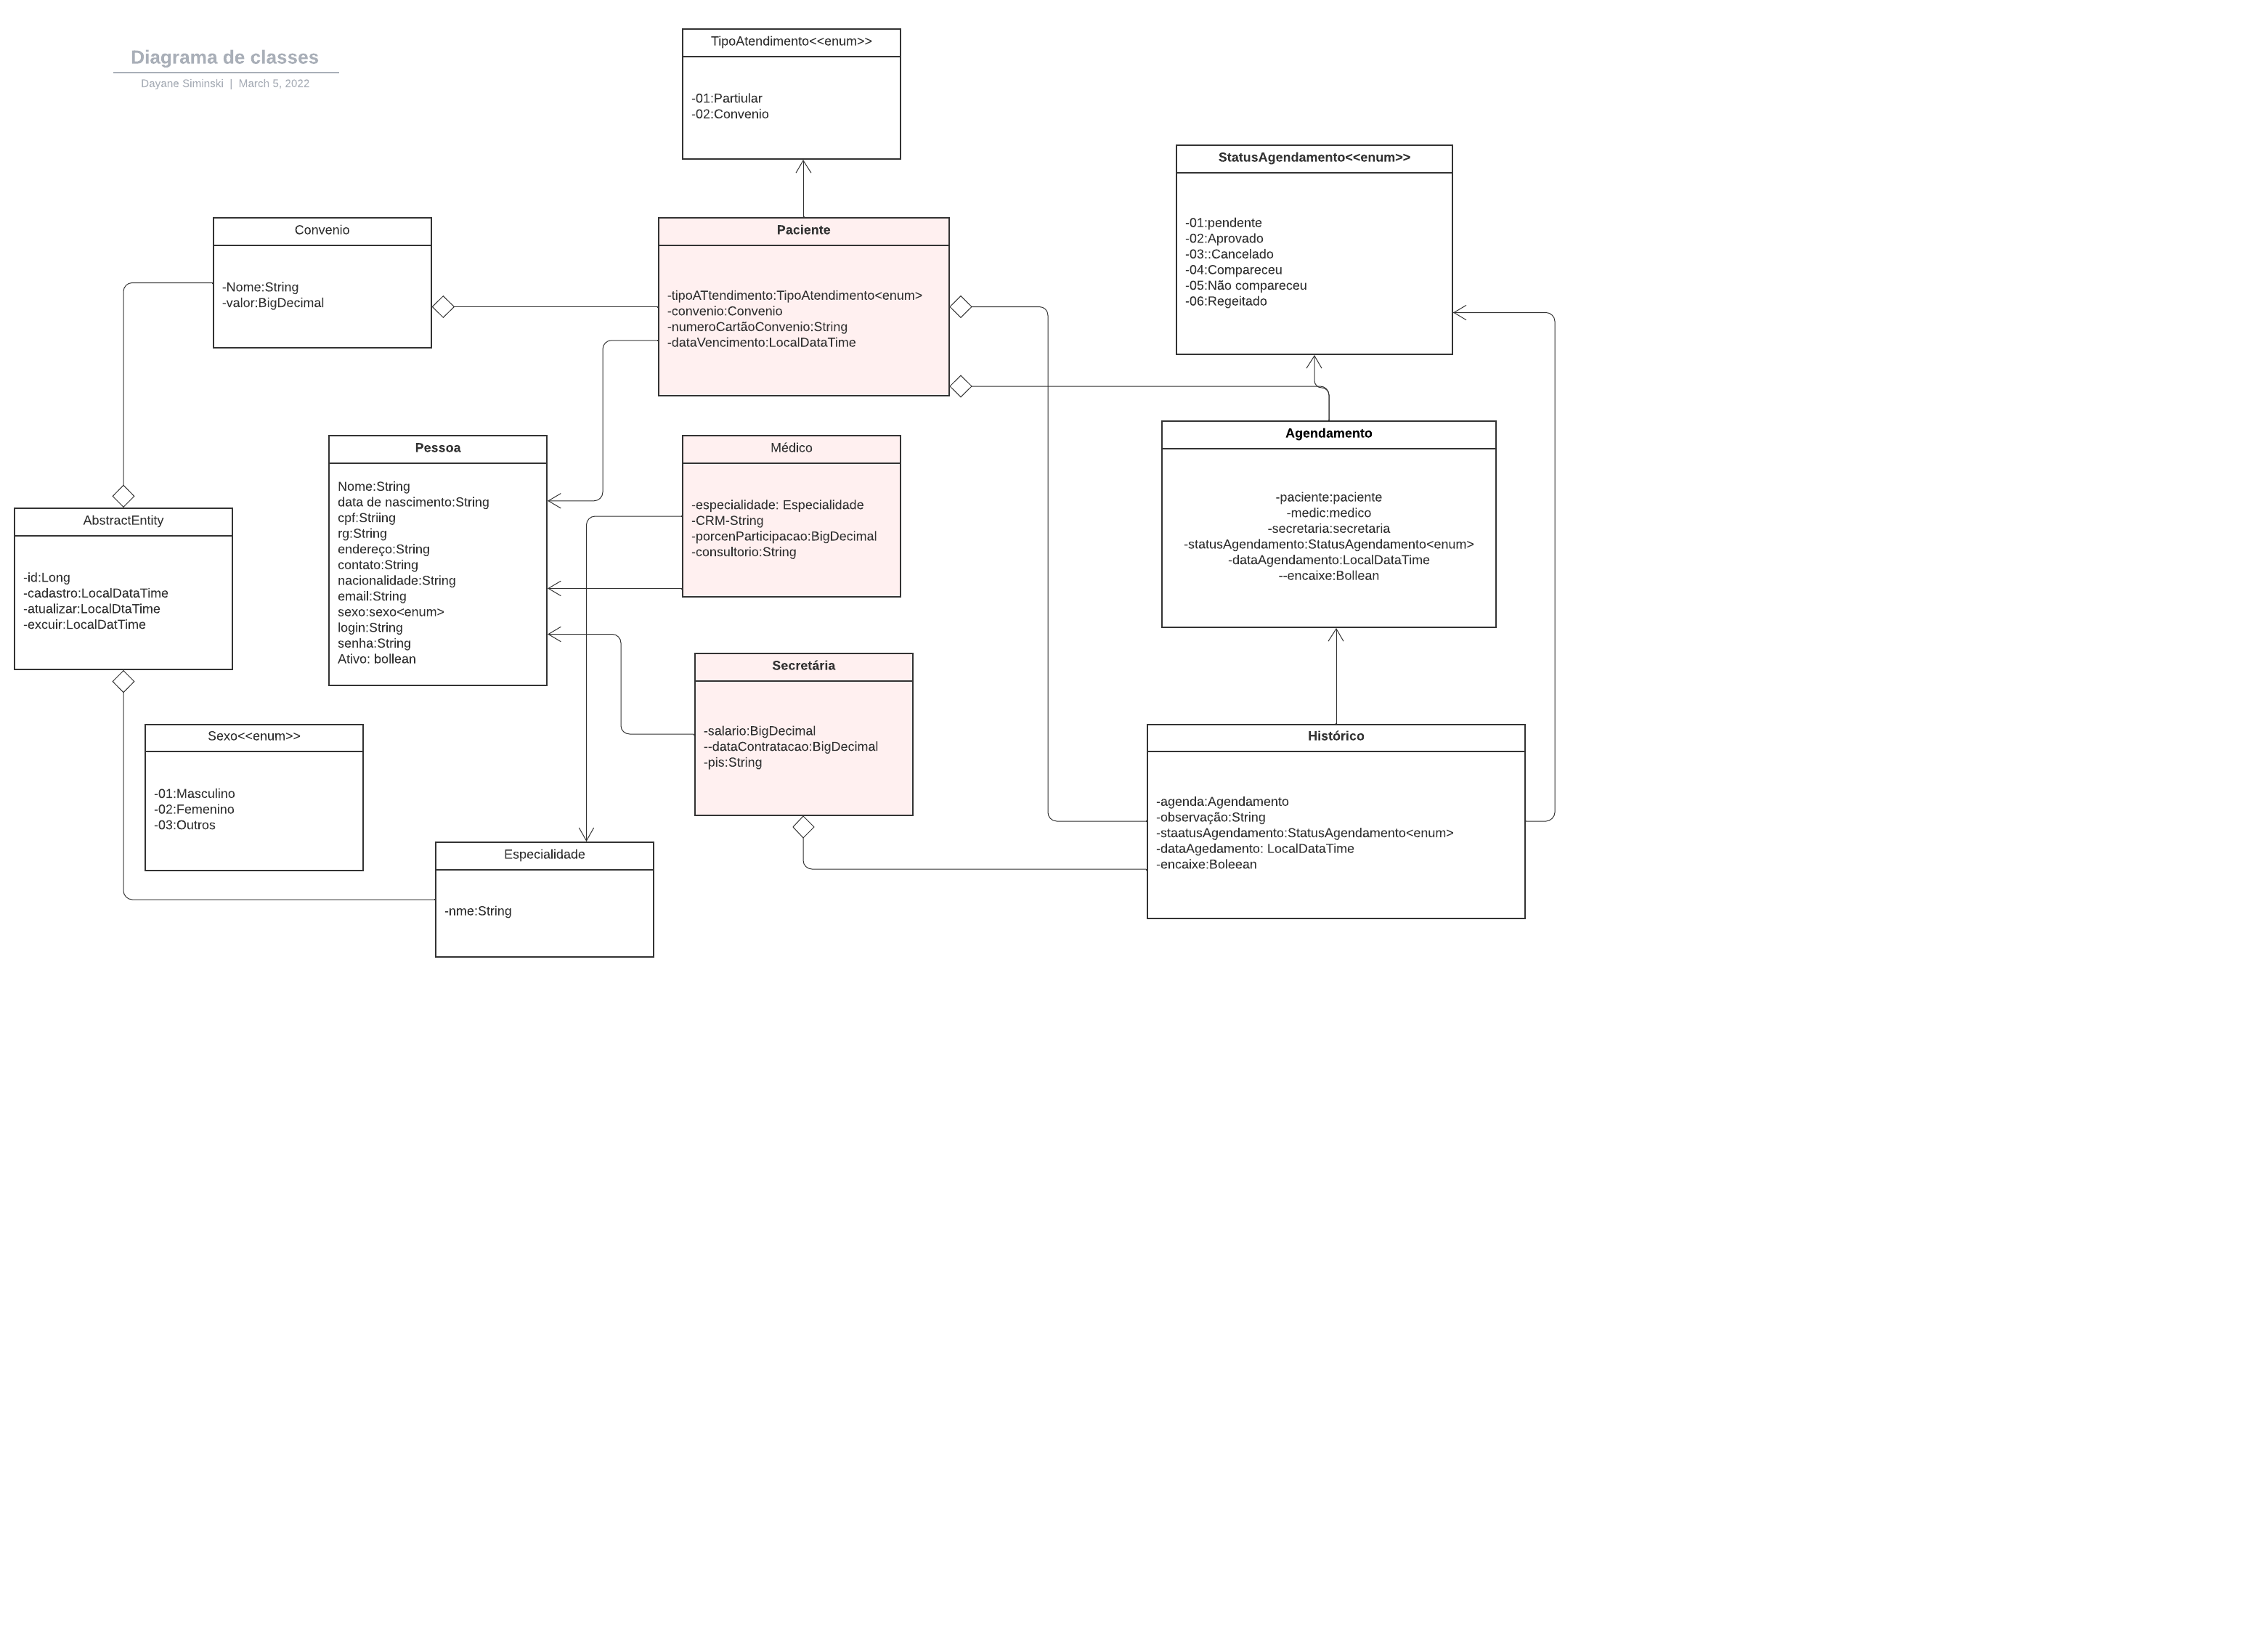 Diagrama de classes
Dayane Siminski | March 5, 2022
TipoAtendimento<<enum>>
-01:Partiular
-02:Convenio
StatusAgendamento<<enum>>
-01:pendente
-02:Aprovado
-03::Cancelado
-04:Compareceu
-05:Não compareceu
-06:Regeitado
Convenio
-Nome:String
-valor:BigDecimal
Paciente
-tipoATtendimento:TipoAtendimento<enum>
-convenio:Convenio
-numeroCartãoConvenio:String
-dataVencimento:LocalDataTime
Pessoa
Nome:String
data de nascimento:String
cpf:Striing
rg:String
endereço:String
contato:String
nacionalidade:String
email:String
sexo:sexo<enum>
login:String
senha:String
Ativo: bollean
Médico
-especialidade: Especialidade
-CRM-String
-porcenParticipacao:BigDecimal
-consultorio:String
Agendamento
-paciente:paciente
-medic:medico
-secretaria:secretaria
-statusAgendamento:StatusAgendamento<enum>
-dataAgendamento:LocalDataTime
--encaixe:Bollean
AbstractEntity
-id:Long
-cadastro:LocalDataTime
-atualizar:LocalDtaTime
-excuir:LocalDatTime
Secretária
-salario:BigDecimal
--dataContratacao:BigDecimal
-pis:String
Sexo<<enum>>
-01:Masculino
-02:Femenino
-03:Outros
Histórico
-agenda:Agendamento
-observação:String
-staatusAgendamento:StatusAgendamento<enum>
-dataAgedamento: LocalDataTime
-encaixe:Boleean
Especialidade
-nme:String